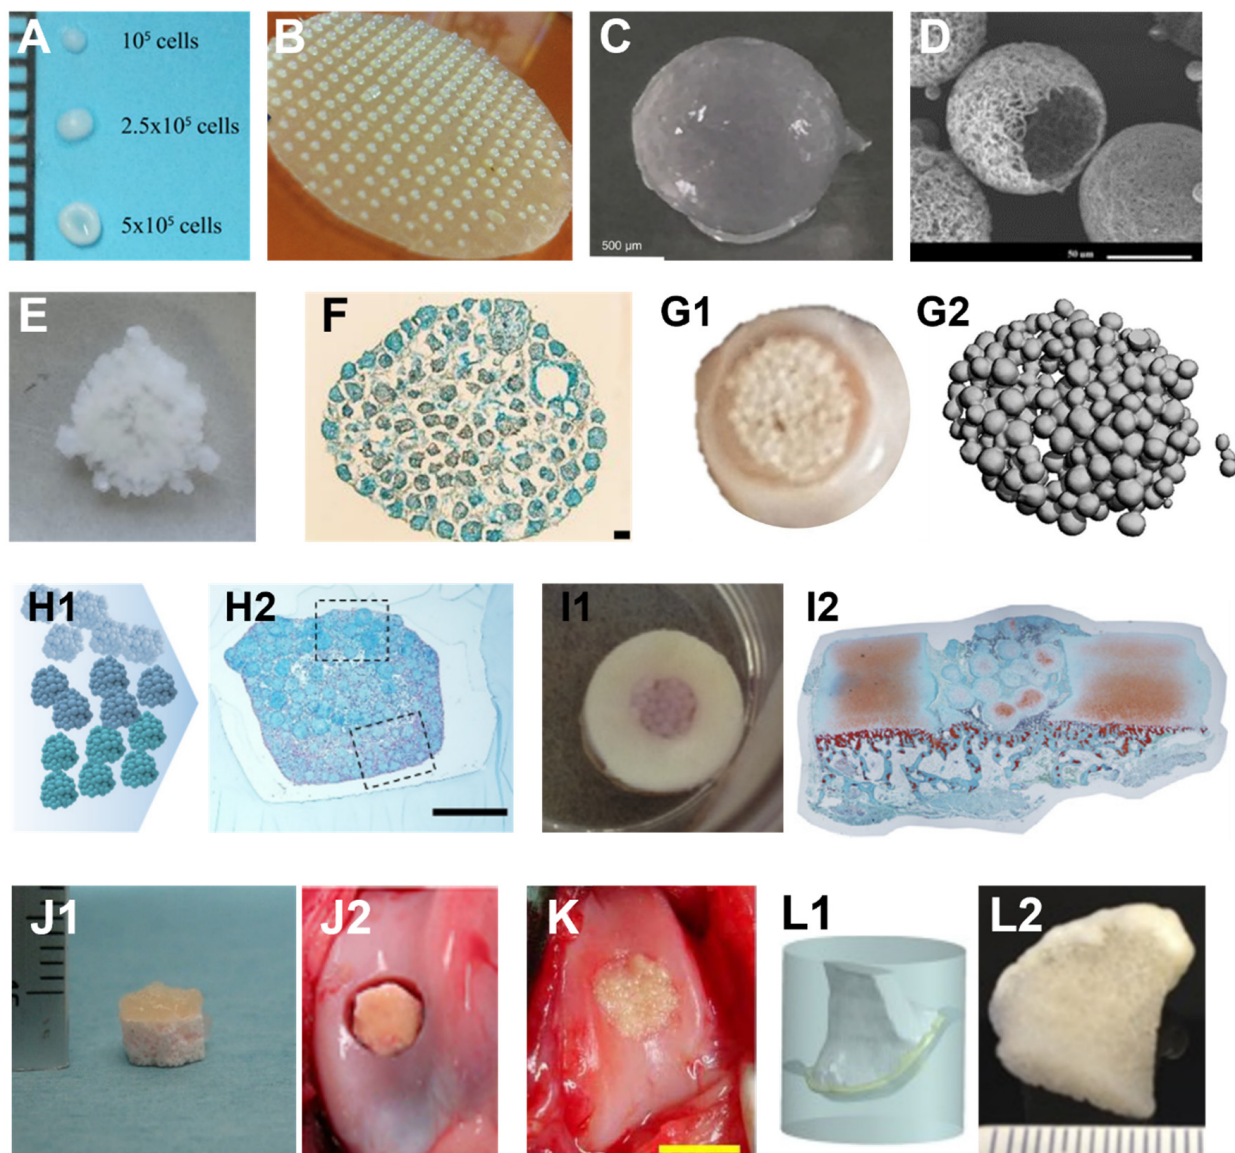 A
10⁵ cells
2.5x10⁵ cells
5x10⁵ cells
B
C
500 µm
D
50 um
E
F
G1
G2
H1
H2
I1
I2
J1
J2
K
L1
L2